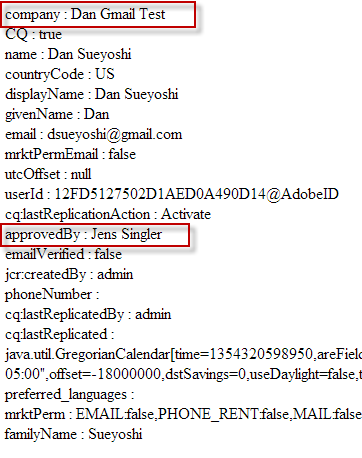 company : Dan Gmail Test
CQ : true
name : Dan Sueyoshi
countryCode : US
displayName : Dan Sueyoshi
givenName : Dan
email : dsueyoshi@gmail.com
mrktPermEmail : false
utcOffset : null
userId : 12FD5127502D1AED0A490D14@AdobeID
cq:lastReplicationAction : Activate
approvedBy : Jens Singler
emailVerified : false
jcr:createdBy : admin
phoneNumber :
cq:lastReplicatedBy : admin
cq:lastReplicated :
java.util.GregorianCalendar[time=1354320598950,areFiel
05:00",offset=-18000000,dstSavings=0,useDaylight=false,t
preferred_languages :
mrktPerm : EMAIL:false,PHONE_RENT:false,MAIL:false
familyName : Sueyoshi